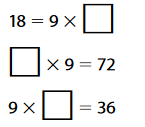 18 = 9 × □
□ × 9 = 72
9 × □ = 36